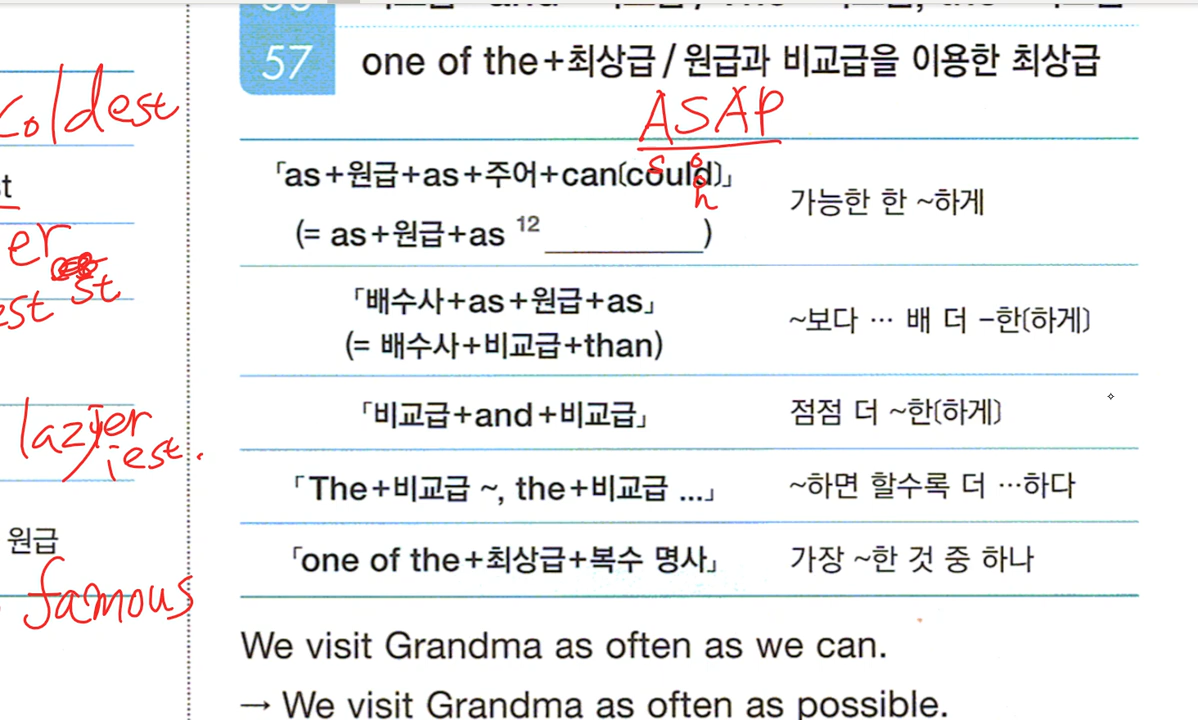 57 one of the+최상급 / 원급과 비교급을 이용한 최상급
coldest
ASAP
s o
o
n
「as+원급+as+주어+can(could)」 가능한 한 ~하게
(= as+원급+as 12 ________)
er
st
est
「배수사+as+원급+as」 ~보다 … 배 더 –한(하게)
(= 배수사+비교급+than)
「비교급+and+비교급」 점점 더 ~한(하게)
lazyier
iest.
「The+비교급 ~, the+비교급 ...」 ~하면 할수록 더 …하다
원급
「one of the+최상급+복수 명사」 가장 ~한 것 중 하나
famous
We visit Grandma as often as we can.
→ We visit Grandma as often as possible.